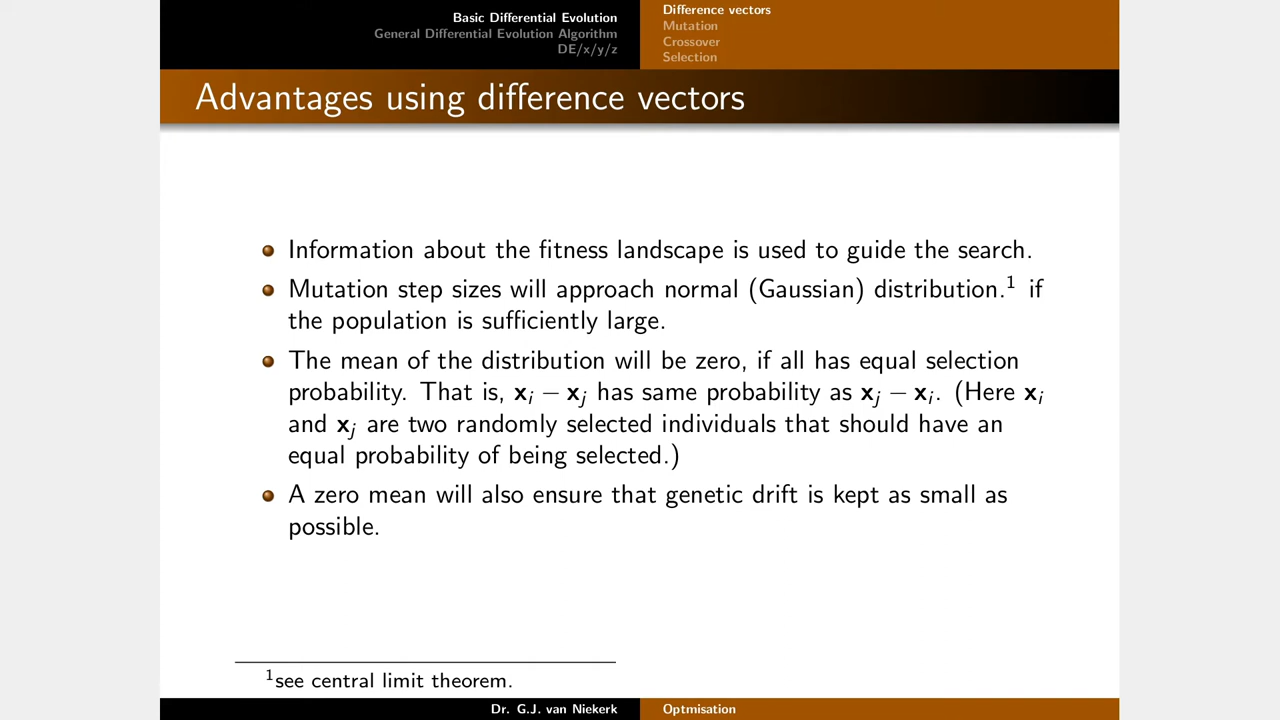 Basic Differential Evolution
General Differential Evolution Algorithm
DE/x/y/z
Difference vectors
Mutation
Crossover
Selection
Advantages using difference vectors
Information about the fitness landscape is used to guide the search.
Mutation step sizes will approach normal (Gaussian) distribution.¹ if
the population is sufficiently large.
The mean of the distribution will be zero, if all has equal selection
probability. That is, xᵢ − xⱼ has same probability as xⱼ − xᵢ. (Here xᵢ
and xⱼ are two randomly selected individuals that should have an
equal probability of being selected.)
A zero mean will also ensure that genetic drift is kept as small as
possible.
¹see central limit theorem.
Dr. G.J. van Niekerk
Optmisation